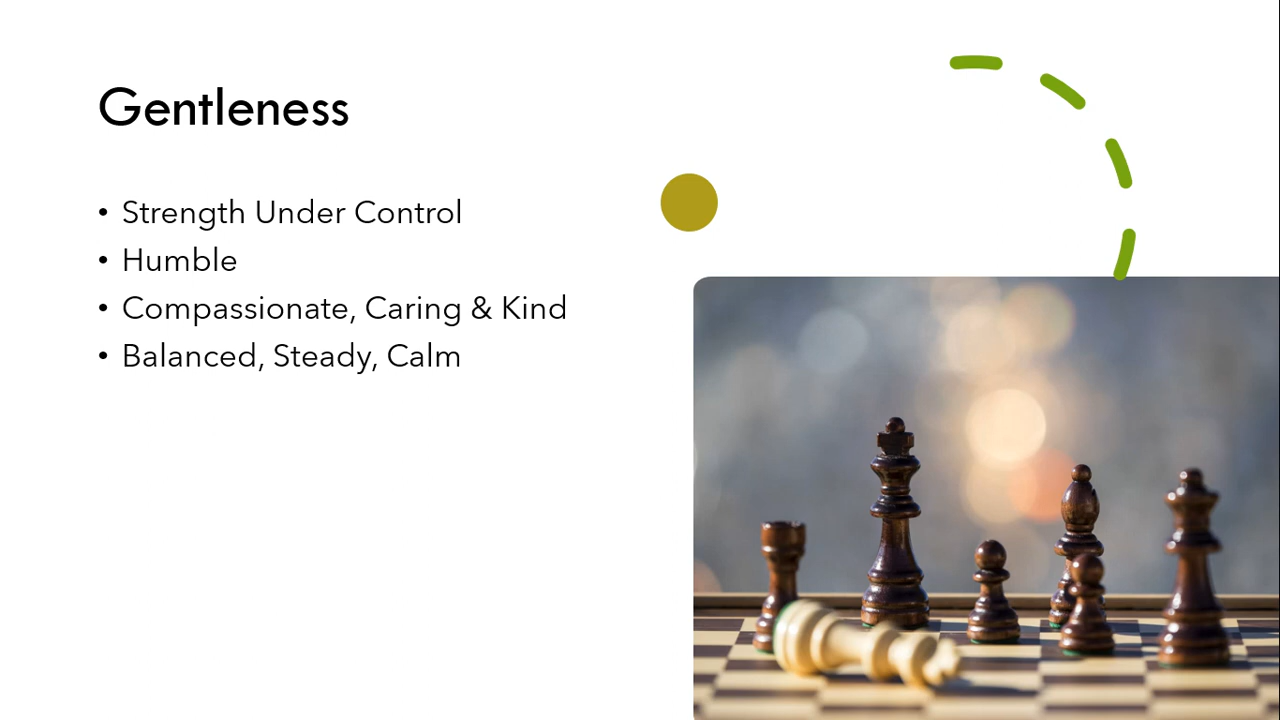 Gentleness
• Strength Under Control
• Humble
• Compassionate, Caring & Kind
• Balanced, Steady, Calm